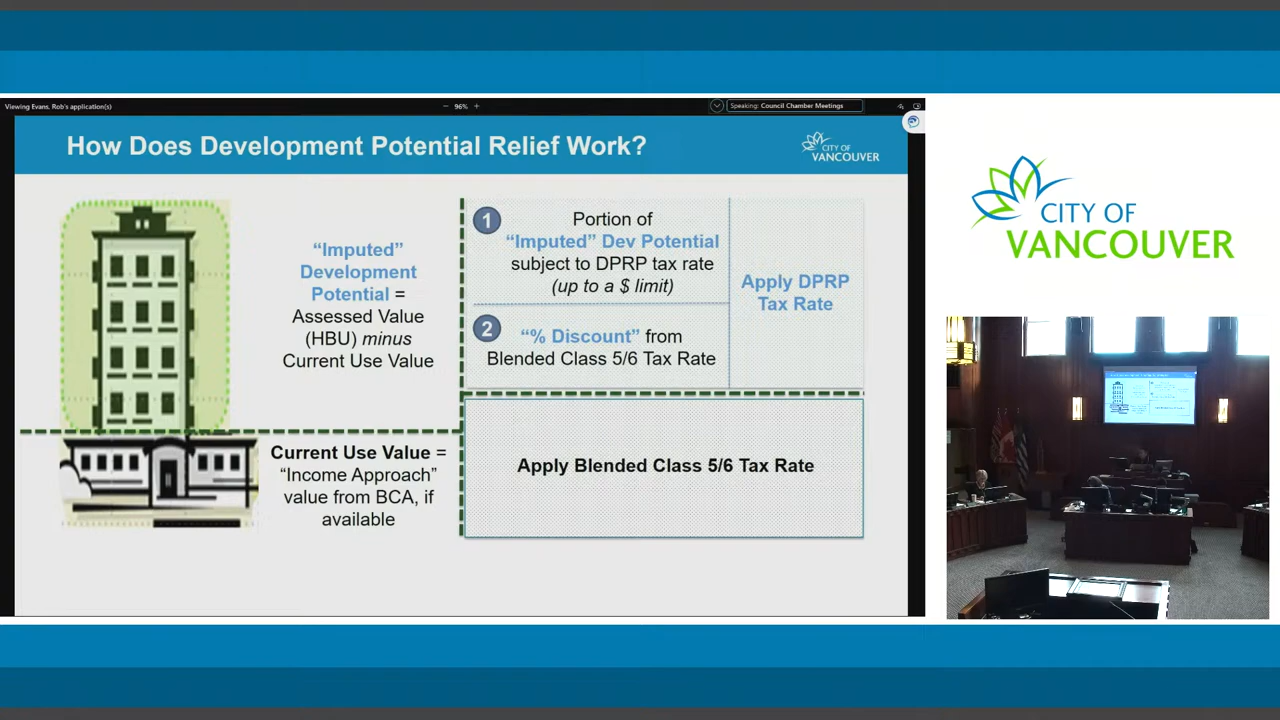 Viewing Evans, Rob's application(s)
96%
Speaking: Council Chamber Meetings
How Does Development Potential Relief Work?
CITY OF
VANCOUVER
“Imputed”
Development
Potential =
Assessed Value
(HBU) minus
Current Use Value
1
Portion of
“Imputed” Dev Potential
subject to DPRP tax rate
(up to a $ limit)
2
“% Discount” from
Blended Class 5/6 Tax Rate
Apply DPRP
Tax Rate
Current Use Value =
“Income Approach”
value from BCA, if
available
Apply Blended Class 5/6 Tax Rate
CITY OF
VANCOUVER